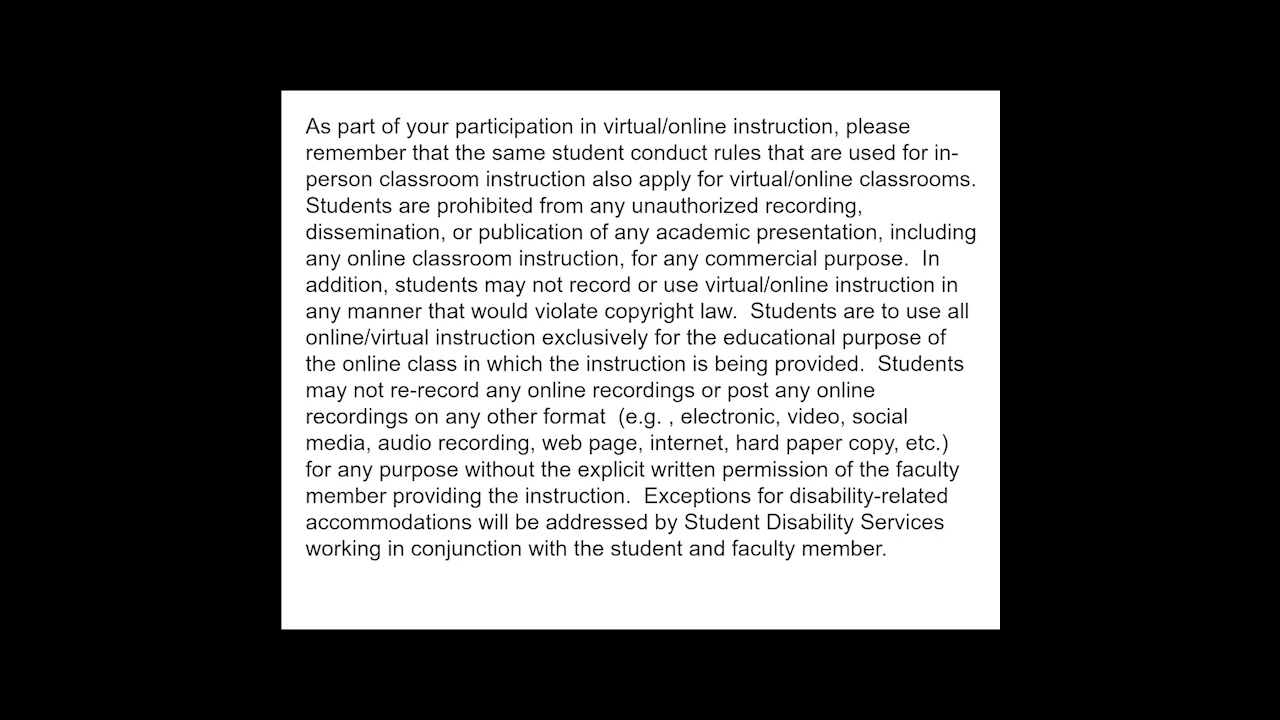 As part of your participation in virtual/online instruction, please
remember that the same student conduct rules that are used for in-
person classroom instruction also apply for virtual/online classrooms.
Students are prohibited from any unauthorized recording,
dissemination, or publication of any academic presentation, including
any online classroom instruction, for any commercial purpose.  In
addition, students may not record or use virtual/online instruction in
any manner that would violate copyright law.  Students are to use all
online/virtual instruction exclusively for the educational purpose of
the online class in which the instruction is being provided.  Students
may not re-record any online recordings or post any online
recordings on any other format  (e.g. , electronic, video, social
media, audio recording, web page, internet, hard paper copy, etc.)
for any purpose without the explicit written permission of the faculty
member providing the instruction.  Exceptions for disability-related
accommodations will be addressed by Student Disability Services
working in conjunction with the student and faculty member.